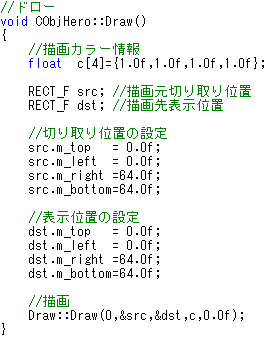 //ドロー
void CObjHero::Draw()
{
//描画カラー情報
float c[4]={1.0f,1.0f,1.0f,1.0f};
RECT_F src; //描画元切り取り位置
RECT_F dst; //描画先表示位置
//切り取り位置の設定
src.m_top = 0.0f;
src.m_left = 0.0f;
src.m_right =64.0f;
src.m_bottom=64.0f;
//表示位置の設定
dst.m_top = 0.0f;
dst.m_left = 0.0f;
dst.m_right =64.0f;
dst.m_bottom=64.0f;
//描画
Draw::Draw(0,&src,&dst,c,0.0f);
}